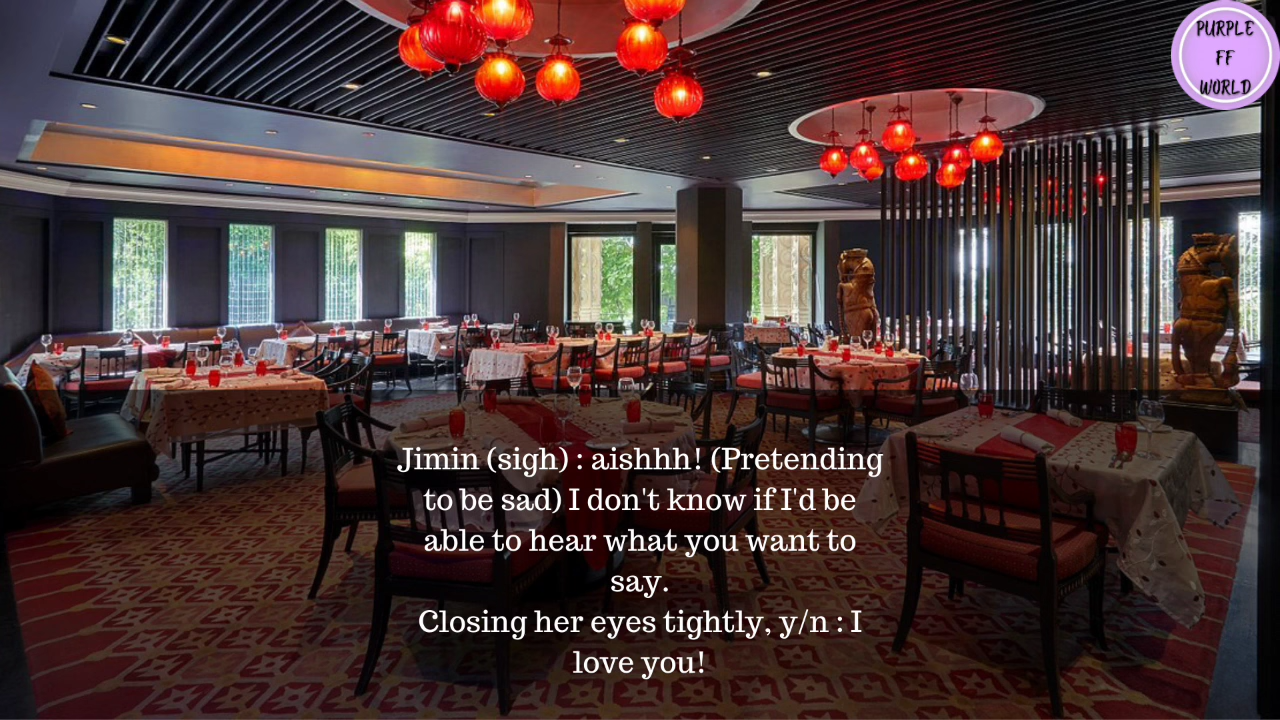 PURPLE
FF
WORLD
Jimin (sigh) : aishhh! (Pretending
to be sad) I don't know if I'd be
able to hear what you want to
say.
Closing her eyes tightly, y/n : I
love you!